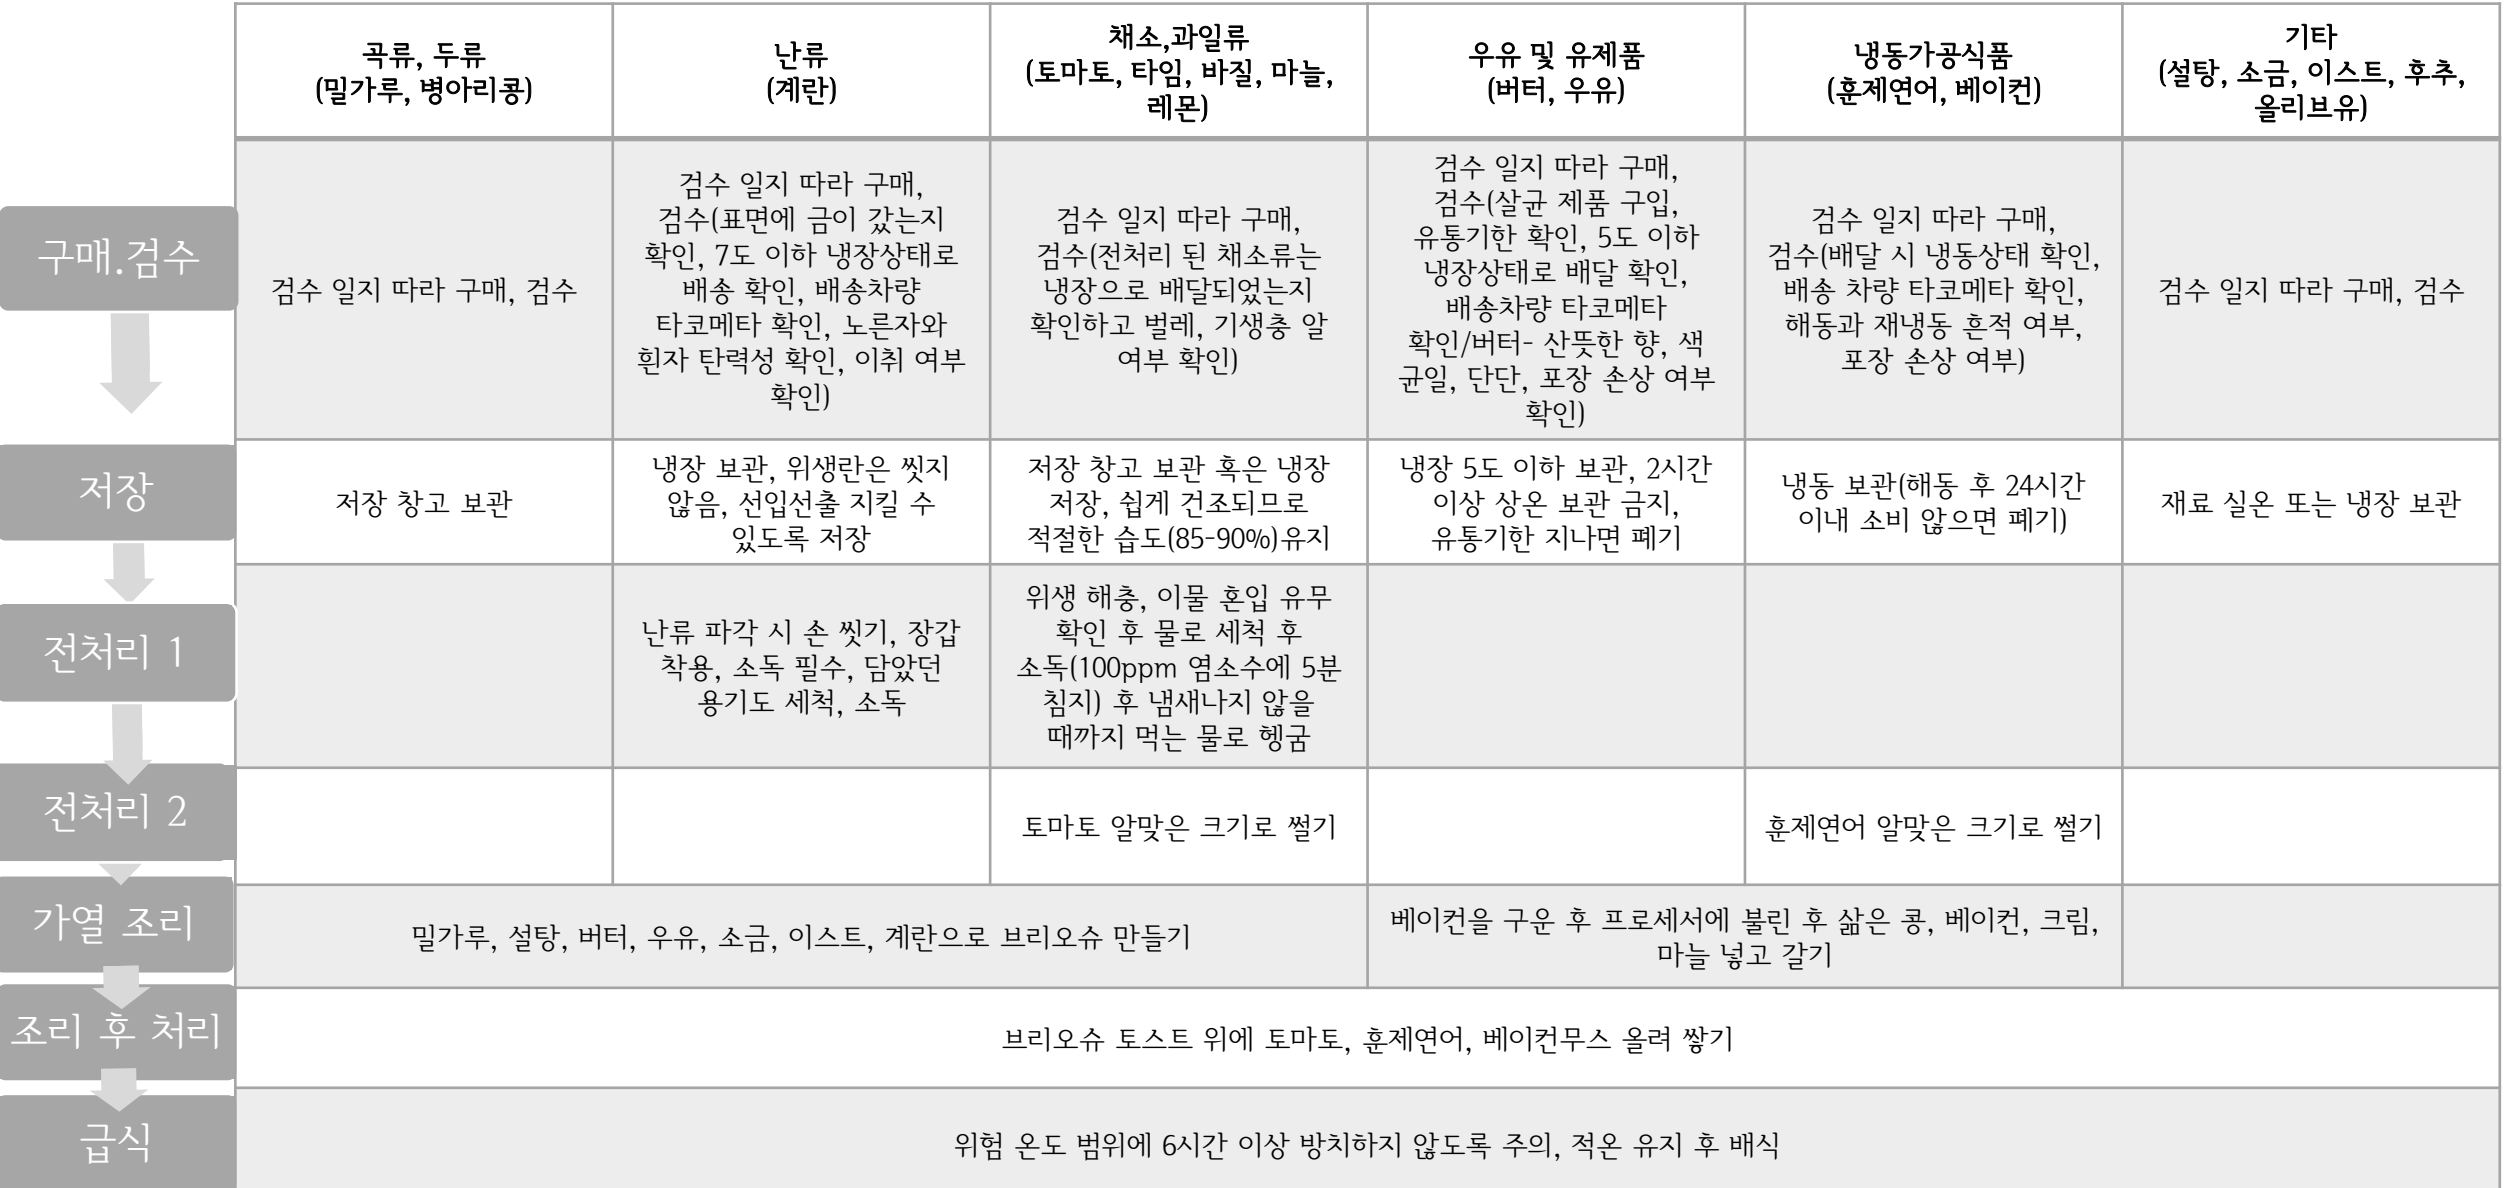 곡류, 두류
(밀가루, 병아리콩)
난류
(계란)
채소,과일류
(토마토, 타임, 바질, 마늘,
레몬)
우유 및 유제품
(버터, 우유)
냉동가공식품
(훈제연어, 베이컨)
기타
(설탕, 소금, 이스트, 후추,
올리브유)
구매.검수
검수 일지 따라 구매, 검수
검수 일지 따라 구매,
검수(표면에 금이 갔는지
확인, 7도 이하 냉장상태로
배송 확인, 배송차량
타코메타 확인, 노른자와
흰자 탄력성 확인, 이취 여부
확인)
검수 일지 따라 구매,
검수(전처리 된 채소류는
냉장으로 배달되었는지
확인하고 벌레, 기생충 알
여부 확인)
검수 일지 따라 구매,
검수(살균 제품 구입,
유통기한 확인, 5도 이하
냉장상태로 배달 확인,
배송차량 타코메타
확인/버터- 산뜻한 향, 색
균일, 단단, 포장 손상 여부
확인)
검수 일지 따라 구매,
검수(배달 시 냉동상태 확인,
배송 차량 타코메타 확인,
해동과 재냉동 흔적 여부,
포장 손상 여부)
검수 일지 따라 구매, 검수
저장
저장 창고 보관
냉장 보관, 위생란은 씻지
않음, 선입선출 지킬 수
있도록 저장
저장 창고 보관 혹은 냉장
저장, 쉽게 건조되므로
적절한 습도(85-90%)유지
냉장 5도 이하 보관, 2시간
이상 상온 보관 금지,
유통기한 지나면 폐기
냉동 보관(해동 후 24시간
이내 소비 않으면 폐기)
재료 실온 또는 냉장 보관
전처리 1
난류 파각 시 손 씻기, 장갑
착용, 소독 필수, 담았던
용기도 세척, 소독
위생 해충, 이물 혼입 유무
확인 후 물로 세척 후
소독(100ppm 염소수에 5분
침지) 후 냄새나지 않을
때까지 먹는 물로 헹굼
전처리 2
토마토 알맞은 크기로 썰기
훈제연어 알맞은 크기로 썰기
가열 조리
밀가루, 설탕, 버터, 우유, 소금, 이스트, 계란으로 브리오슈 만들기
베이컨을 구운 후 프로세서에 불린 후 삶은 콩, 베이컨, 크림,
마늘 넣고 갈기
조리 후 처리
브리오슈 토스트 위에 토마토, 훈제연어, 베이컨무스 올려 쌓기
급식
위험 온도 범위에 6시간 이상 방치하지 않도록 주의, 적온 유지 후 배식